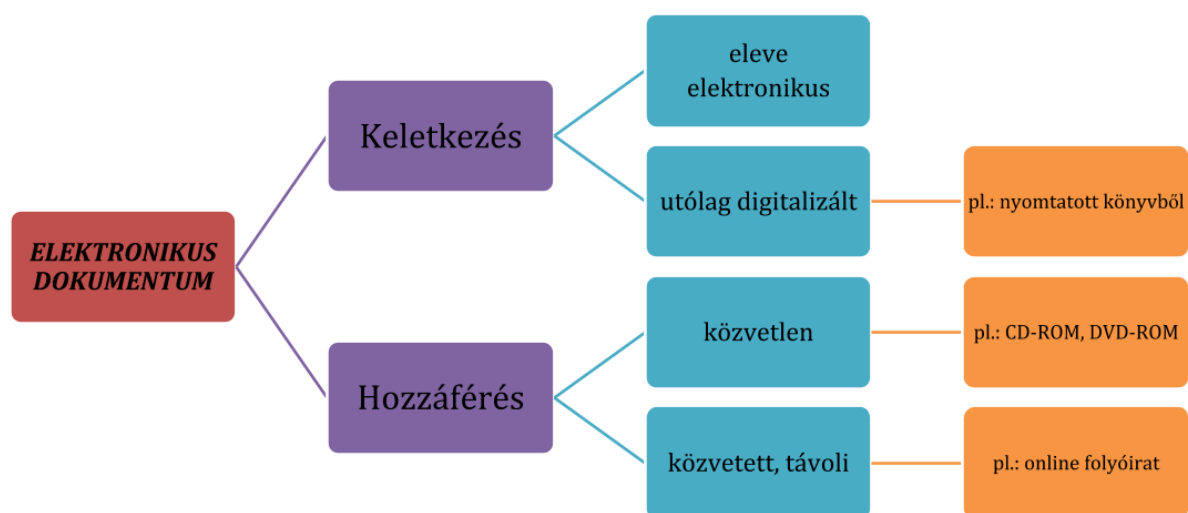 ELEKTRONIKUS
DOKUMENTUM
Keletkezés
eleve
elektronikus
utólag digitalizált
pl.: nyomtatott könyvből
Hozzáférés
közvetlen
pl.: CD-ROM, DVD-ROM
közvetett, távoli
pl.: online folyóirat